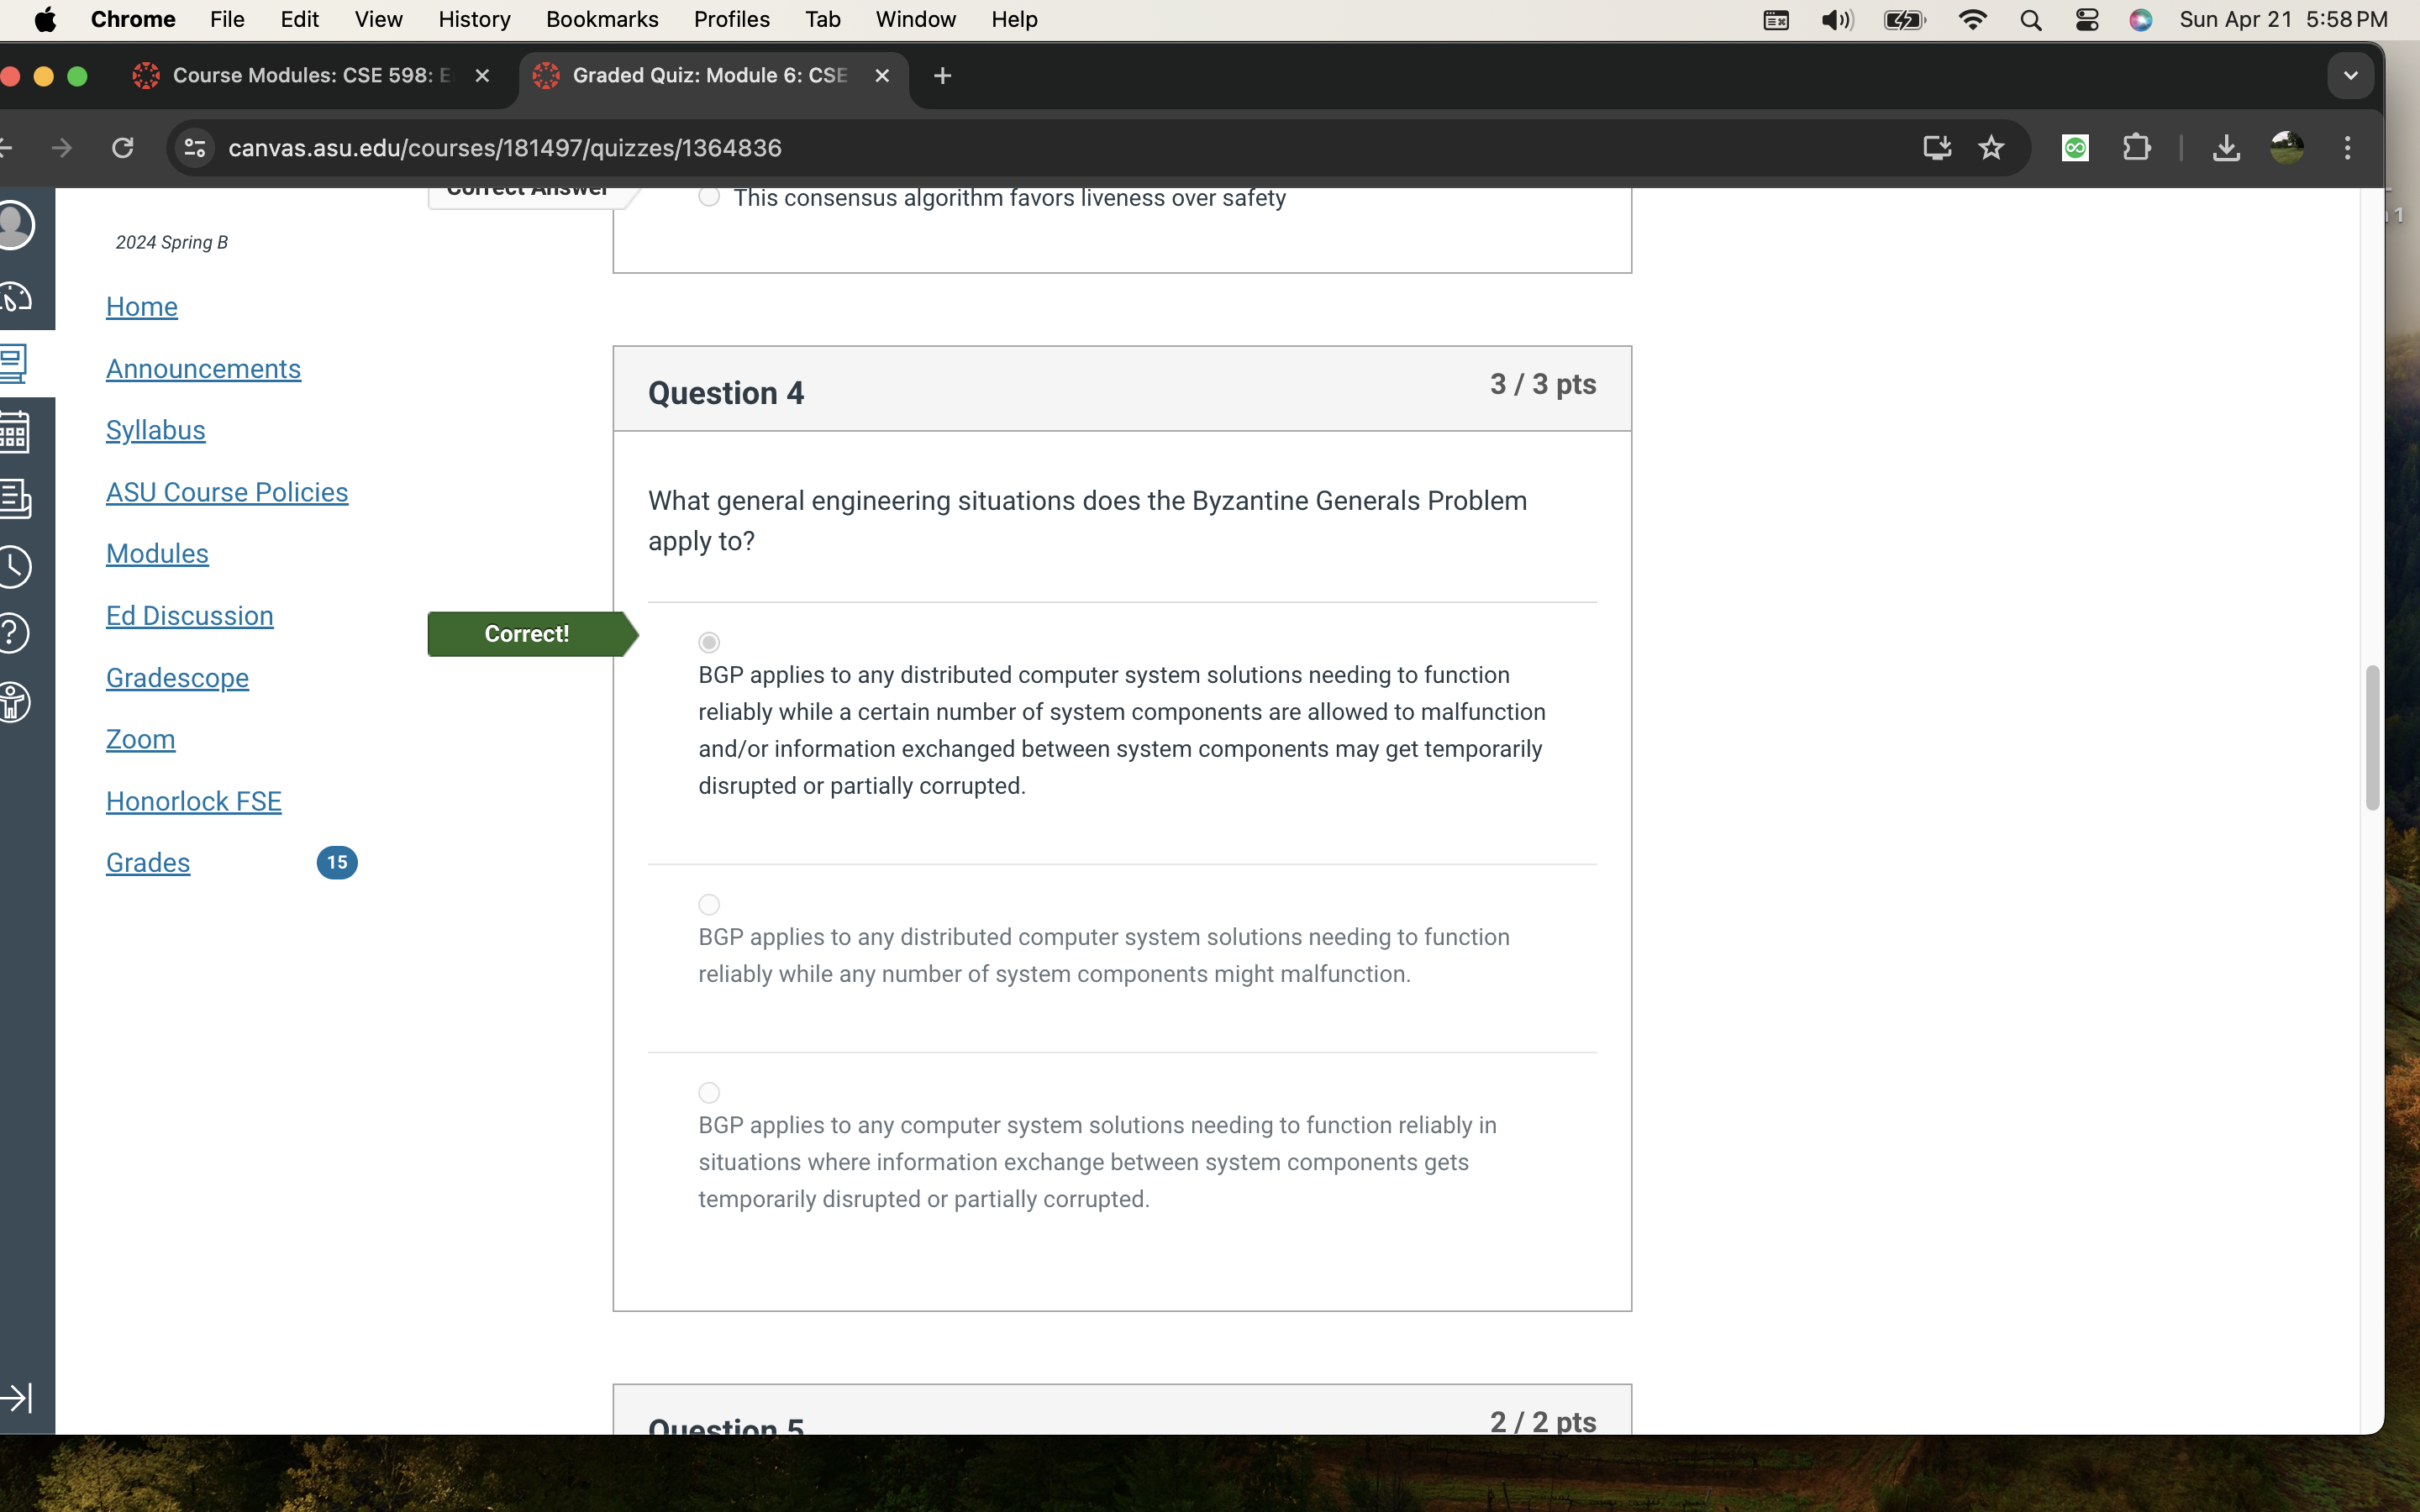 Chrome File Edit View History Bookmarks Profiles Tab Window Help Sun Apr 21 5:58 PM
Course Modules: CSE 598: E
Graded Quiz: Module 6: CSE
canvas.asu.edu/courses/181497/quizzes/1364836
1
Correct Answer
This consensus algorithm favors liveness over safety
2024 Spring B
Home
Announcements
Syllabus
ASU Course Policies
Modules
Ed Discussion
Gradescope
Zoom
Honorlock FSE
Grades 15
Question 4
3 / 3 pts
What general engineering situations does the Byzantine Generals Problem
apply to?
Correct!
BGP applies to any distributed computer system solutions needing to function
reliably while a certain number of system components are allowed to malfunction
and/or information exchanged between system components may get temporarily
disrupted or partially corrupted.
BGP applies to any distributed computer system solutions needing to function
reliably while any number of system components might malfunction.
BGP applies to any computer system solutions needing to function reliably in
situations where information exchange between system components gets
temporarily disrupted or partially corrupted.
Question 5
2 / 2 pts